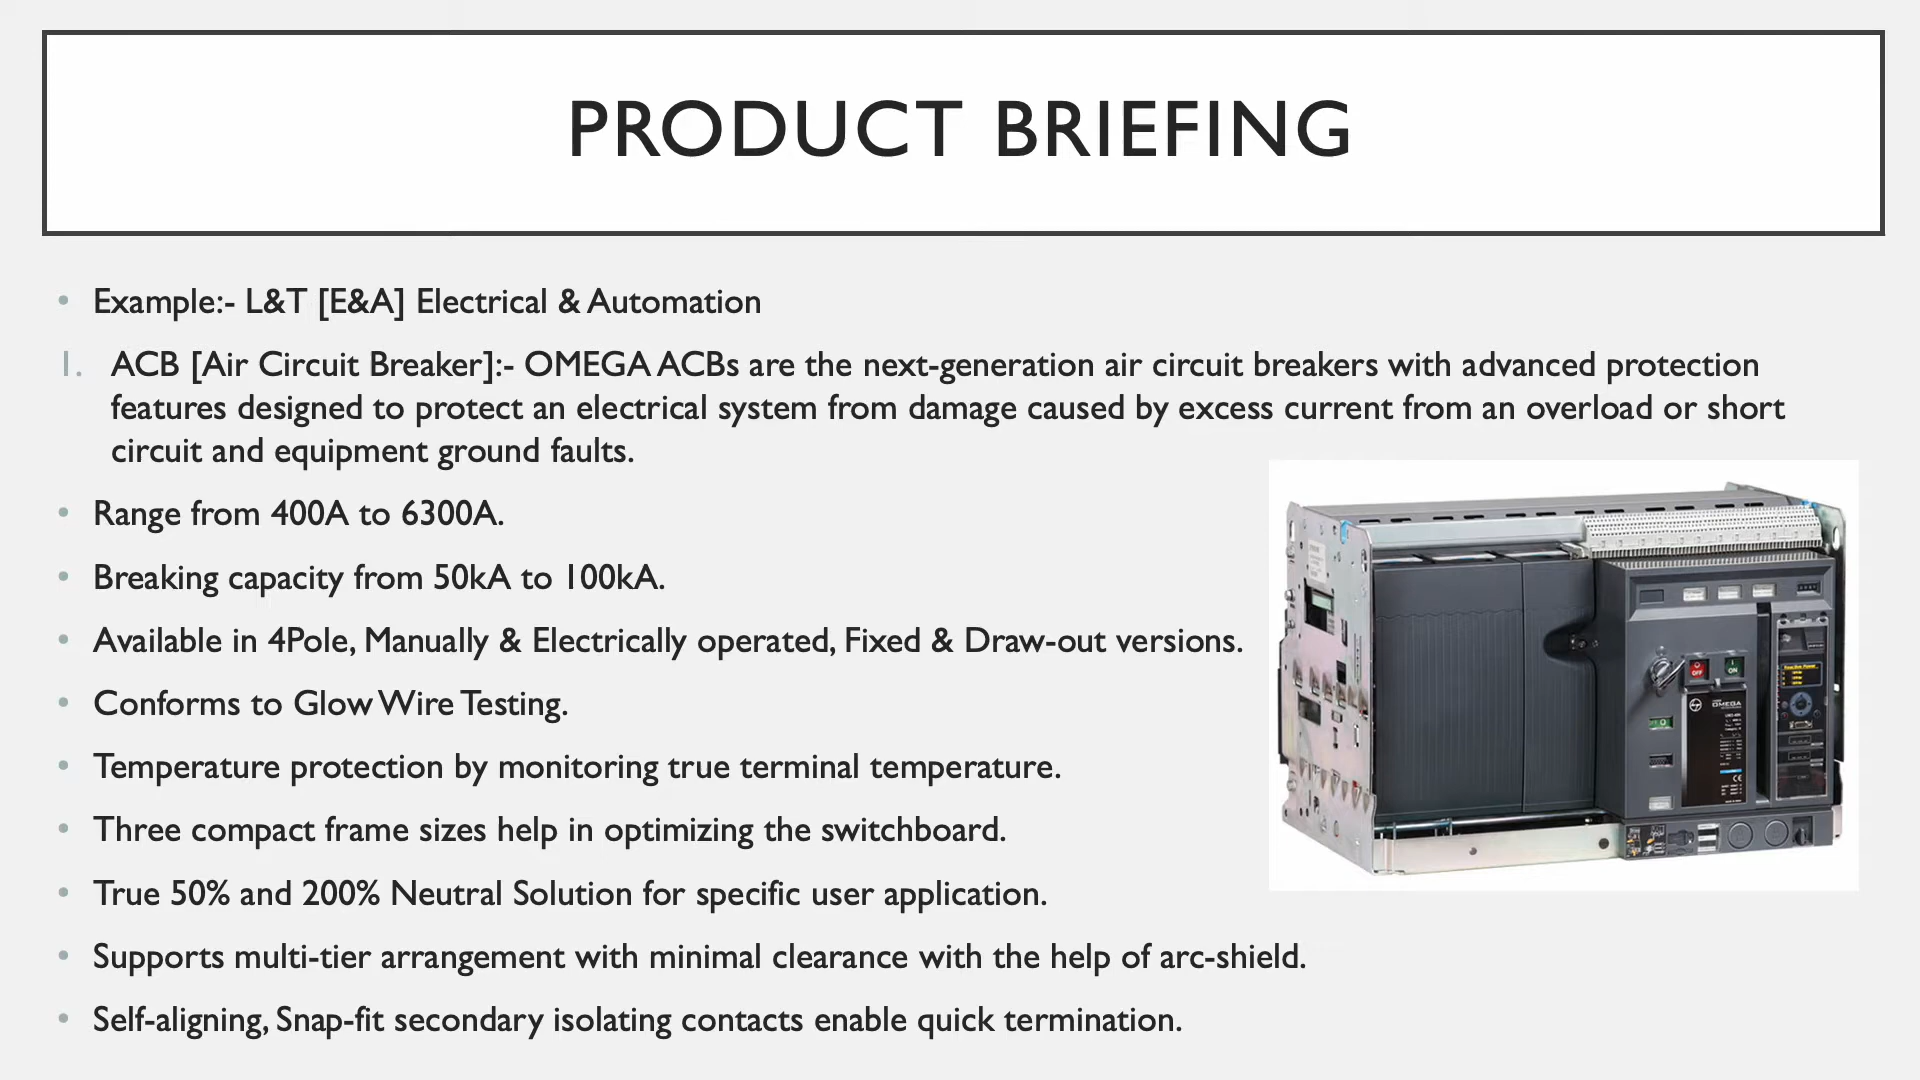 PRODUCT BRIEFING
• Example:- L&T [E&A] Electrical & Automation
1. ACB [Air Circuit Breaker]:- OMEGA ACBs are the next-generation air circuit breakers with advanced protection
features designed to protect an electrical system from damage caused by excess current from an overload or short
circuit and equipment ground faults.
• Range from 400A to 6300A.
• Breaking capacity from 50kA to 100kA.
• Available in 4Pole, Manually & Electrically operated, Fixed & Draw-out versions.
• Conforms to Glow Wire Testing.
• Temperature protection by monitoring true terminal temperature.
• Three compact frame sizes help in optimizing the switchboard.
• True 50% and 200% Neutral Solution for specific user application.
• Supports multi-tier arrangement with minimal clearance with the help of arc-shield.
• Self-aligning, Snap-fit secondary isolating contacts enable quick termination.
OFF
ON
OMEGA